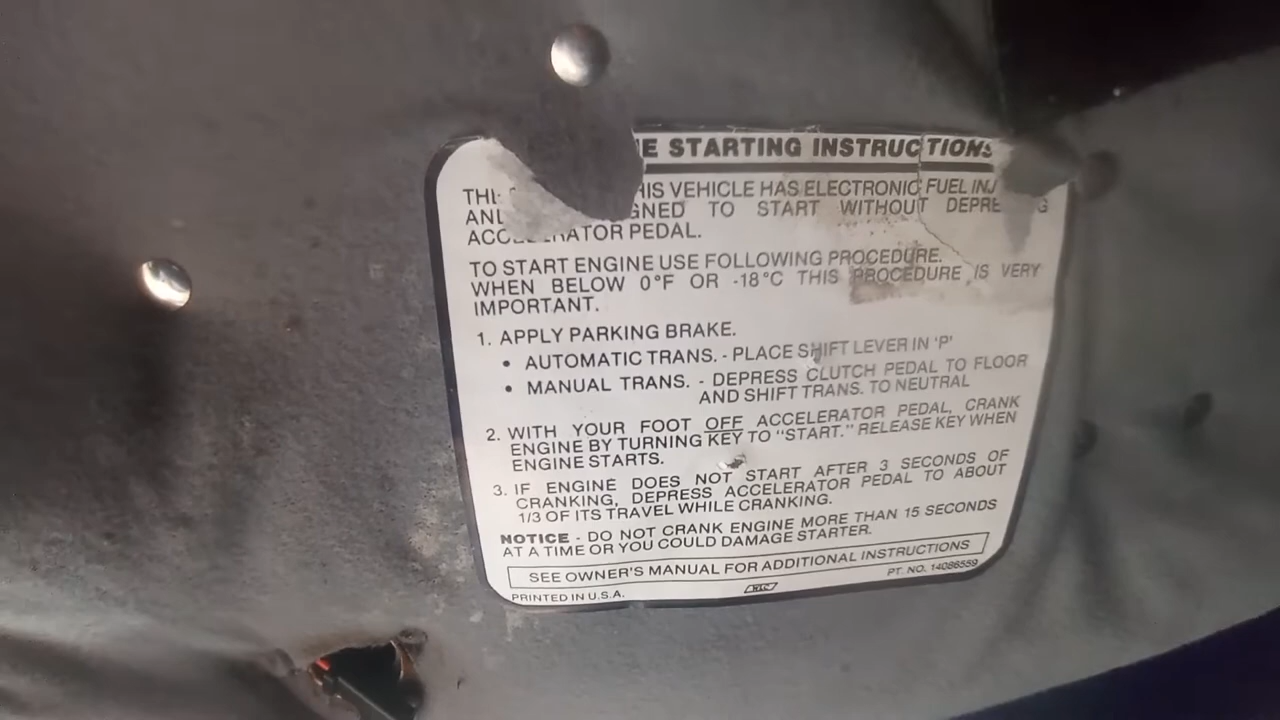 E STARTING INSTRUCTIONS
HIS VEHICLE HAS ELECTRONIC FUEL INJ
GNED TO START WITHOUT DEPRE G
ACCELERATOR PEDAL.
TO START ENGINE USE FOLLOWING PROCEDURE.
WHEN BELOW 0°F OR -18°C THIS PROCEDURE IS VERY
IMPORTANT.
1. APPLY PARKING BRAKE.
• AUTOMATIC TRANS. - PLACE SHIFT LEVER IN 'P'
• MANUAL TRANS. - DEPRESS CLUTCH PEDAL TO FLOOR
AND SHIFT TRANS. TO NEUTRAL
2. WITH YOUR FOOT OFF ACCELERATOR PEDAL, CRANK
ENGINE BY TURNING KEY TO "START." RELEASE KEY WHEN
ENGINE STARTS.
3. IF ENGINE DOES NOT START AFTER 3 SECONDS OF
CRANKING, DEPRESS ACCELERATOR PEDAL TO ABOUT
1/3 OF ITS TRAVEL WHILE CRANKING.
NOTICE - DO NOT CRANK ENGINE MORE THAN 15 SECONDS
AT A TIME OR YOU COULD DAMAGE STARTER.
SEE OWNER'S MANUAL FOR ADDITIONAL INSTRUCTIONS
PRINTED IN U.S.A. PT. NO. 14086559